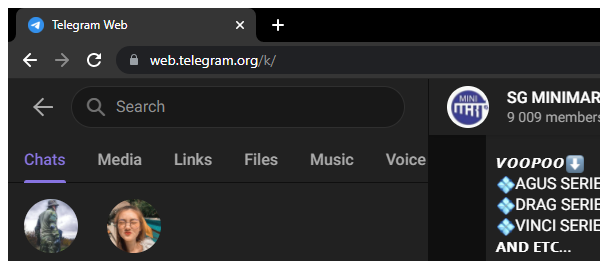 Telegram Web
web.telegram.org/k/
Search
SG MINIMAR
9 009 members
Chats Media Links Files Music Voice
MINI
MART
VOOPOO
AGUS SERIE
DRAG SERIE
VINCI SERIE
AND ETC...